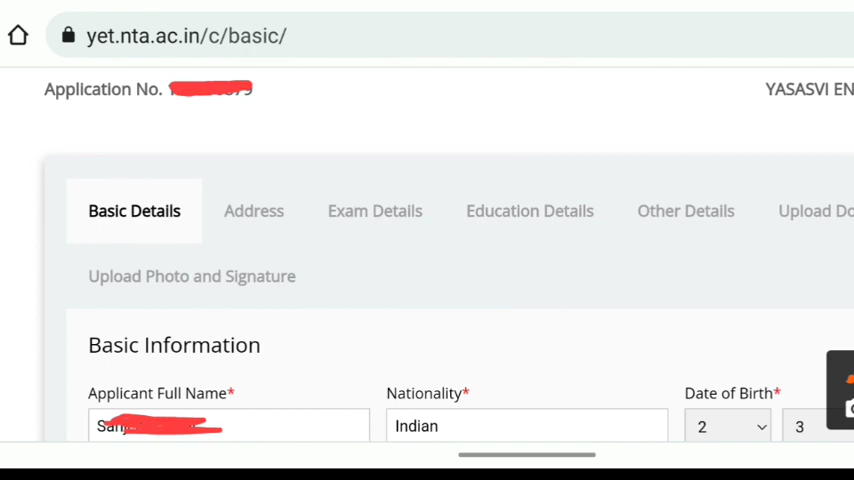 yet.nta.ac.in/c/basic/
Application No.
YASASVI EN
Basic Details Address Exam Details Education Details Other Details Upload Do
Upload Photo and Signature
Basic Information
Applicant Full Name* Nationality* Date of Birth*
Indian 2 3